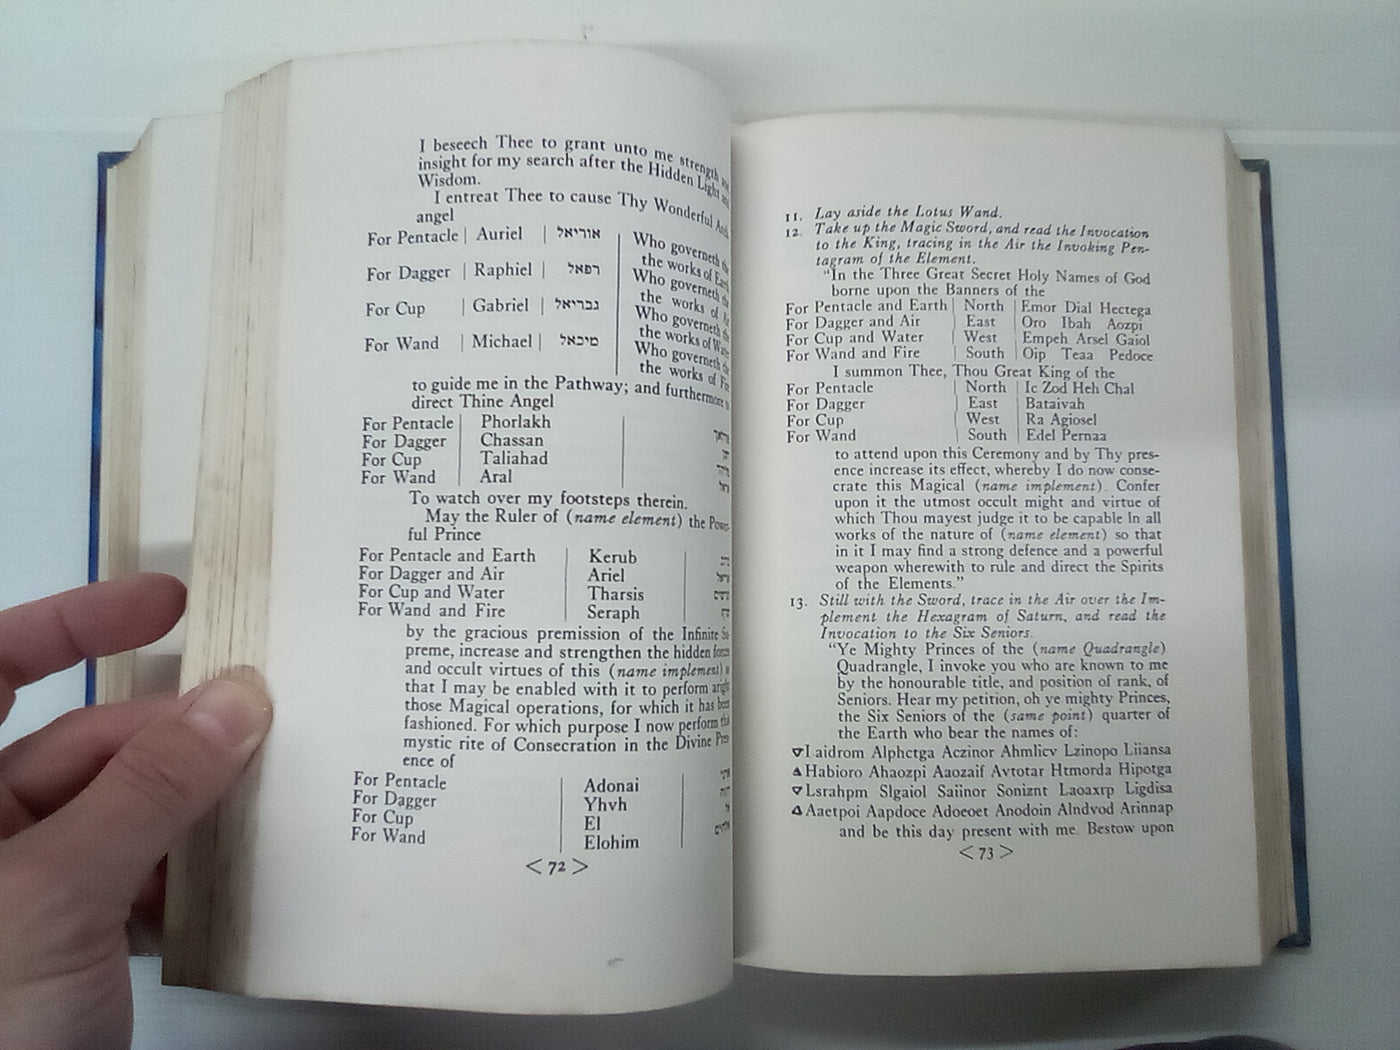 I beseech Thee to grant unto me strength and
insight for my search after the Hidden Light and
Wisdom.
I entreat Thee to cause Thy Wonderful Arch
angel
For Pentacle | Auriel | אוריאל Who governeth the
the works of Earth
For Dagger | Raphiel | רפאל Who governeth the
the works of Air
For Cup | Gabriel | גבריאל Who governeth the
the works of Water
For Wand | Michael | מיכאל Who governeth the
the works of Fire
to guide me in the Pathway; and furthermore to
direct Thine Angel
For Pentacle | Phorlakh
For Dagger | Chassan
For Cup | Taliahad
For Wand | Aral
To watch over my footsteps therein.
May the Ruler of (name element) the Power-
ful Prince
For Pentacle and Earth | Kerub
For Dagger and Air | Ariel
For Cup and Water | Tharsis
For Wand and Fire | Seraph
by the gracious premission of the Infinite Su-
preme, increase and strengthen the hidden forces
and occult virtues of this (name implement) so
that I may be enabled with it to perform aright
those Magical operations, for which it has been
fashioned. For which purpose I now perform this
mystic rite of Consecration in the Divine Pres-
ence of
For Pentacle | Adonai
For Dagger | Yhvh
For Cup | El
For Wand | Elohim
<72>
11. Lay aside the Lotus Wand.
12. Take up the Magic Sword, and read the Invocation
to the King, tracing in the Air the Invoking Pen-
tagram of the Element.
"In the Three Great Secret Holy Names of God
borne upon the Banners of the
For Pentacle and Earth | North | Emor Dial Hectega
For Dagger and Air | East | Oro Ibah Aozpi
For Cup and Water | West | Empeh Arsel Gaiol
For Wand and Fire | South | Oip Teaa Pedoce
I summon Thee, Thou Great King of the
For Pentacle | North | Ic Zod Heh Chal
For Dagger | East | Bataivah
For Cup | West | Ra Agiosel
For Wand | South | Edel Pernaa
to attend upon this Ceremony and by Thy pres-
ence increase its effect, whereby I do now conse-
crate this Magical (name implement). Confer
upon it the utmost occult might and virtue of
which Thou mayest judge it to be capable In all
works of the nature of (name element) so that
in it I may find a strong defence and a powerful
weapon wherewith to rule and direct the Spirits
of the Elements."
13. Still with the Sword, trace in the Air over the Im-
plement the Hexagram of Saturn, and read the
Invocation to the Six Seniors.
"Ye Mighty Princes of the (name Quadrangle)
Quadrangle, I invoke you who are known to me
by the honourable title, and position of rank, of
Seniors. Hear my petition, oh ye mighty Princes,
the Six Seniors of the (same point) quarter of
the Earth who bear the names of:
Laidrom Alphctga Aczinor Ahmlicv Lzinopo Liiansa
Habioro Ahaozpi Aaozaif Avtotar Htmorda Hipotga
Lsrahpm Slgaiol Saiinor Soniznt Laoaxrp Ligdisa
Aaetpoi Aapdoce Adoeoet Anodoin Alndvod Arinnap
and be this day present with me. Bestow upon
<73>